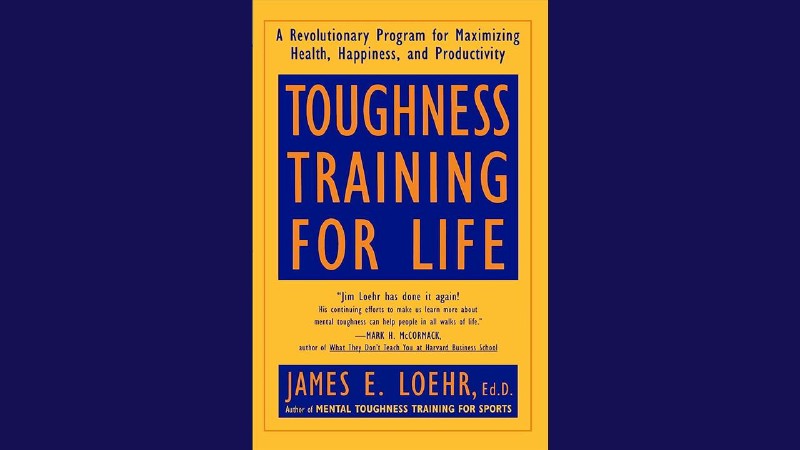 A Revolutionary Program for Maximizing
Health, Happiness, and Productivity
TOUGHNESS
TRAINING
FOR LIFE
"Jim Loehr has done it again!
His continuing efforts to make us learn more about
mental toughness can help people in all walks of life."
—MARK H. McCORMACK,
author of What They Don't Teach You at Harvard Business School
JAMES E. LOEHR, Ed.D.
Author of MENTAL TOUGHNESS TRAINING FOR SPORTS